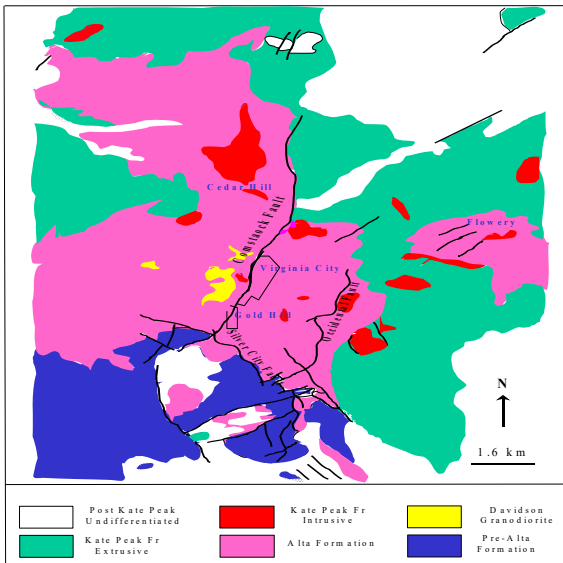 Cedar Hill
Comstock Fault
Flowery
Virginia City
Occidental Fault
Gold Hill
Silver City Fault
N
1.6 km
Post Kate Peak
Undifferentiated
Kate Peak Fr
Intrusive
Davidson
Granodiorite
Kate Peak Fr
Extrusive
Alta Formation
Pre-Alta
Formation